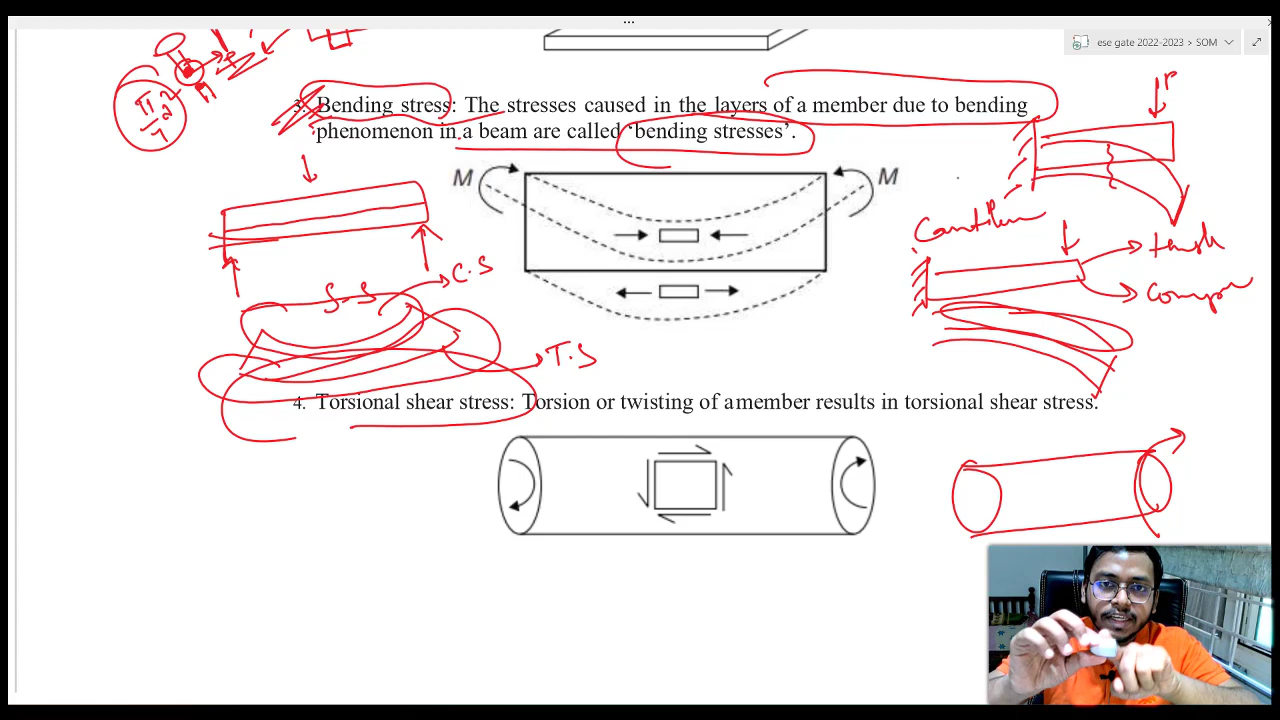 ...
ese gate 2022-2023 > SOM
3. Bending stress: The stresses caused in the layers of a member due to bending
phenomenon in a beam are called ‘bending stresses’.
P
M M
Cantilever
C.S
S.S
T.S
4. Torsional shear stress: Torsion or twisting of a member results in torsional shear stress.